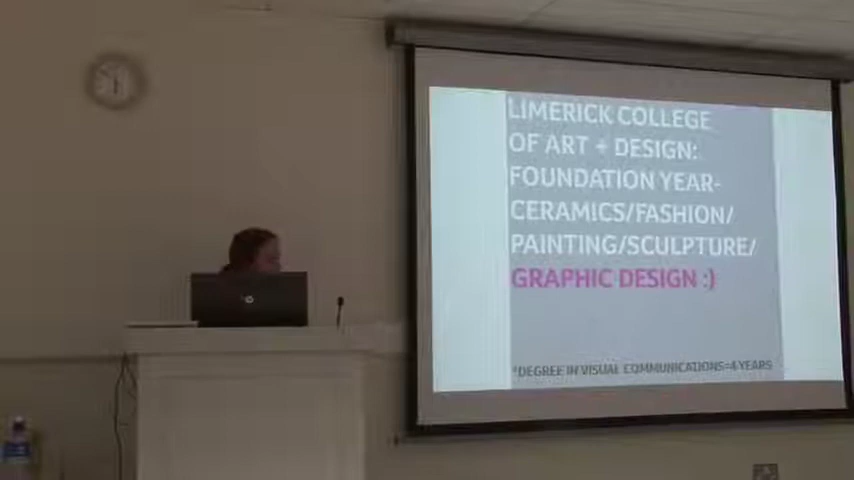 LIMERICK COLLEGE
OF ART + DESIGN:
FOUNDATION YEAR-
CERAMICS/FASHION/
PAINTING/SCULPTURE/
GRAPHIC DESIGN :)
*DEGREE IN VISUAL COMMUNICATIONS=4 YEARS